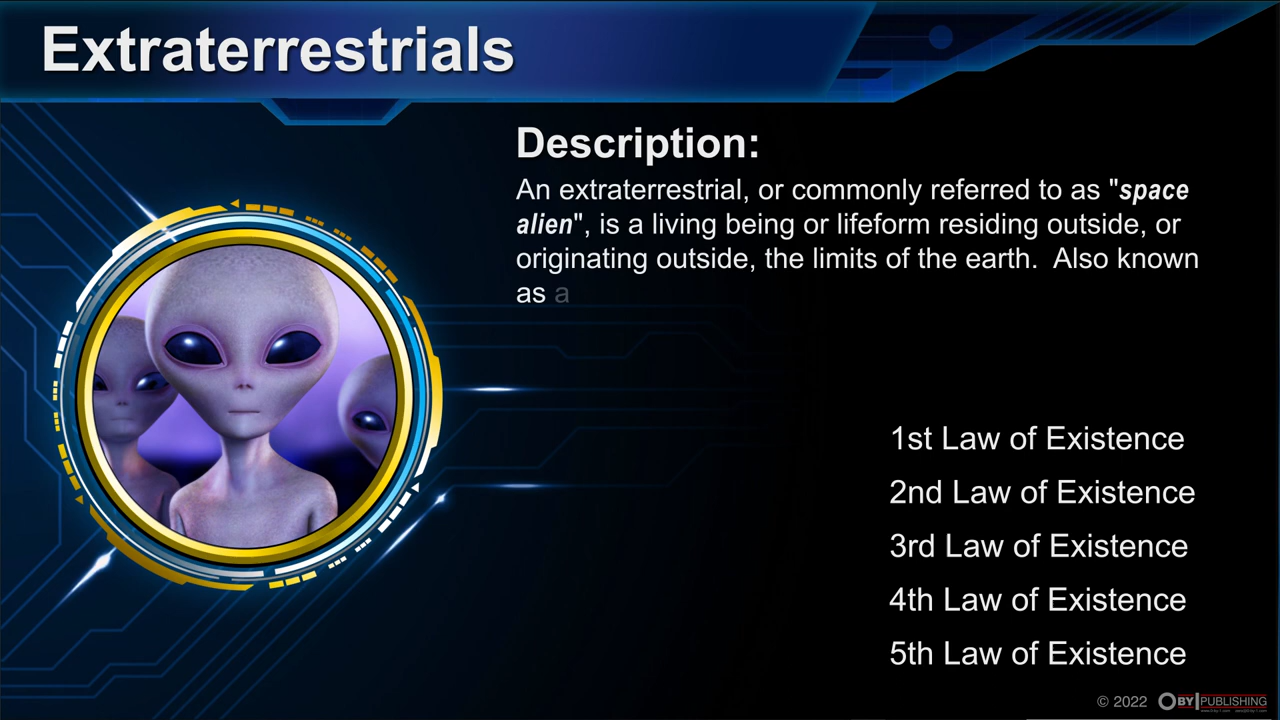 Extraterrestrials
Description:
An extraterrestrial, or commonly referred to as "space
alien", is a living being or lifeform residing outside, or
originating outside, the limits of the earth.  Also known
as a
1st Law of Existence
2nd Law of Existence
3rd Law of Existence
4th Law of Existence
5th Law of Existence
© 2022 BY PUBLISHING